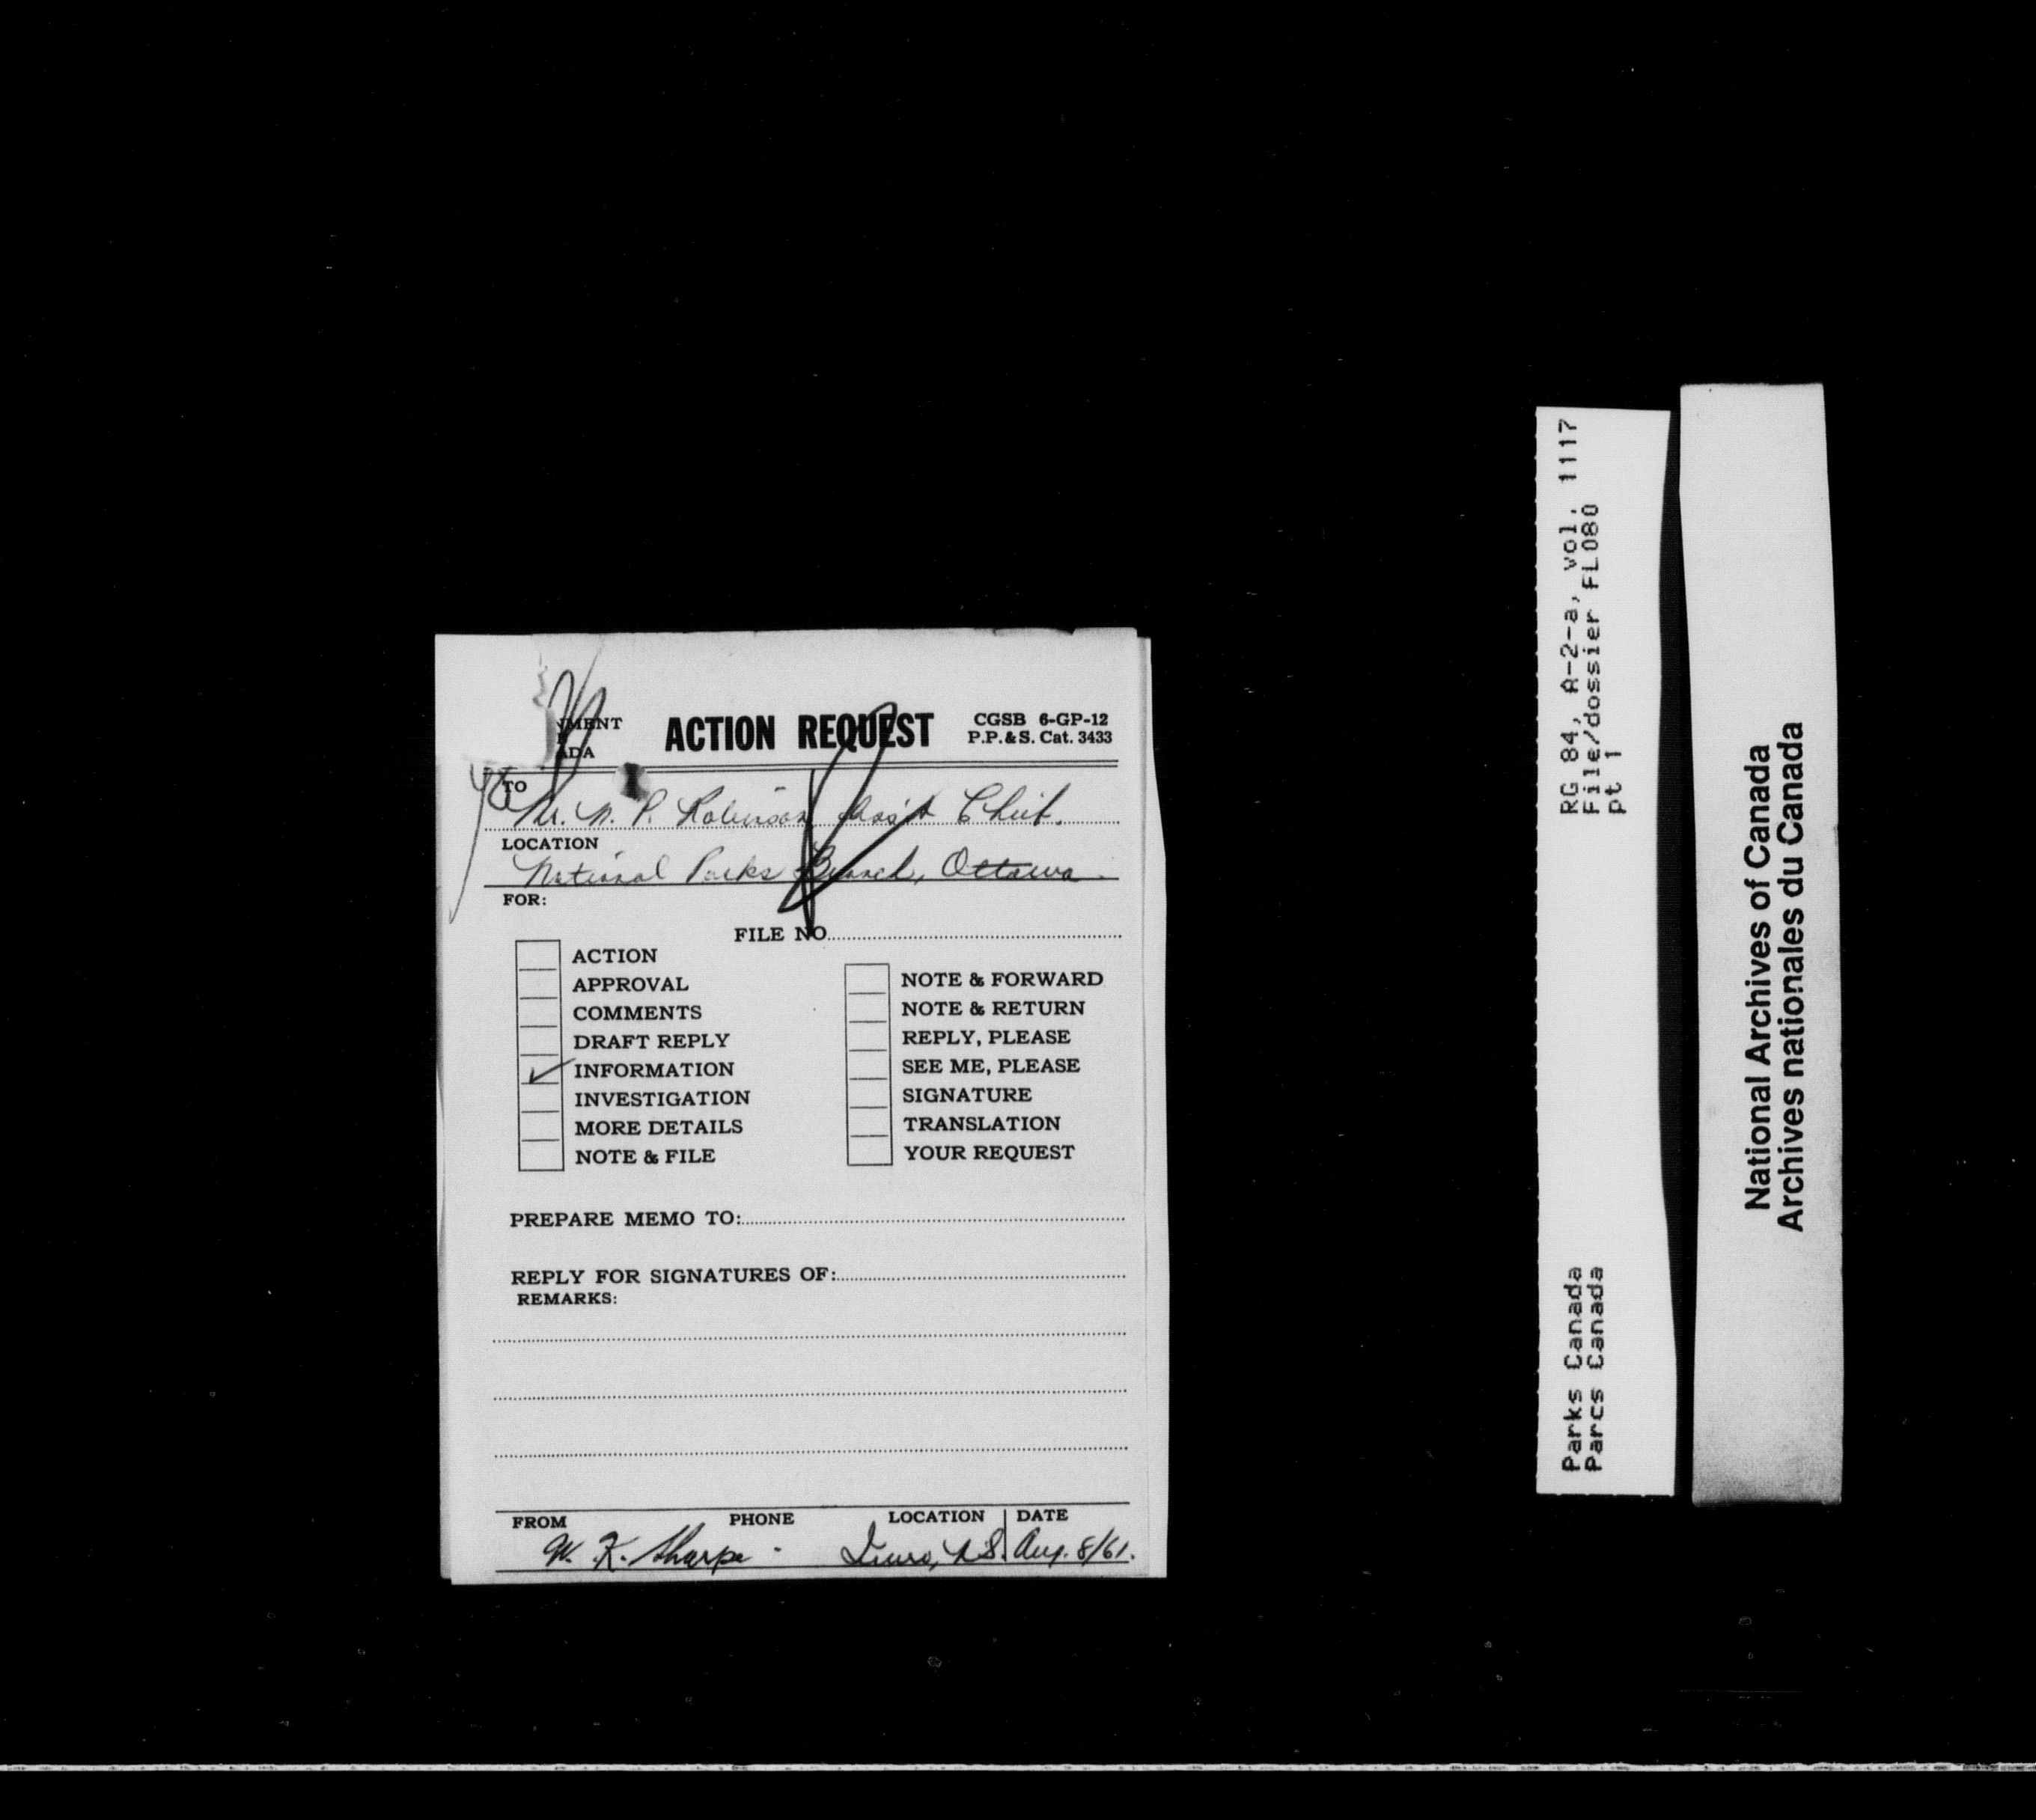 NMENT
ADA
ACTION REQUEST
CGSB 6-GP-12
P.P.&S. Cat. 3433
TO
Mr. N. P. Robinson, Ass't Chief.
LOCATION
National Parks Branch, Ottawa.
FOR:
FILE NO
ACTION
APPROVAL
COMMENTS
DRAFT REPLY
INFORMATION
INVESTIGATION
MORE DETAILS
NOTE & FILE
NOTE & FORWARD
NOTE & RETURN
REPLY, PLEASE
SEE ME, PLEASE
SIGNATURE
TRANSLATION
YOUR REQUEST
PREPARE MEMO TO:
REPLY FOR SIGNATURES OF:
REMARKS:
FROM PHONE LOCATION DATE
W. K. Sharpe - Truro, N.S. Aug. 8/61.
RG 84, A-2-a, vol. 1117
File/dossier FL080
pt 1
Parks Canada
Parcs Canada
National Archives of Canada
Archives nationales du Canada